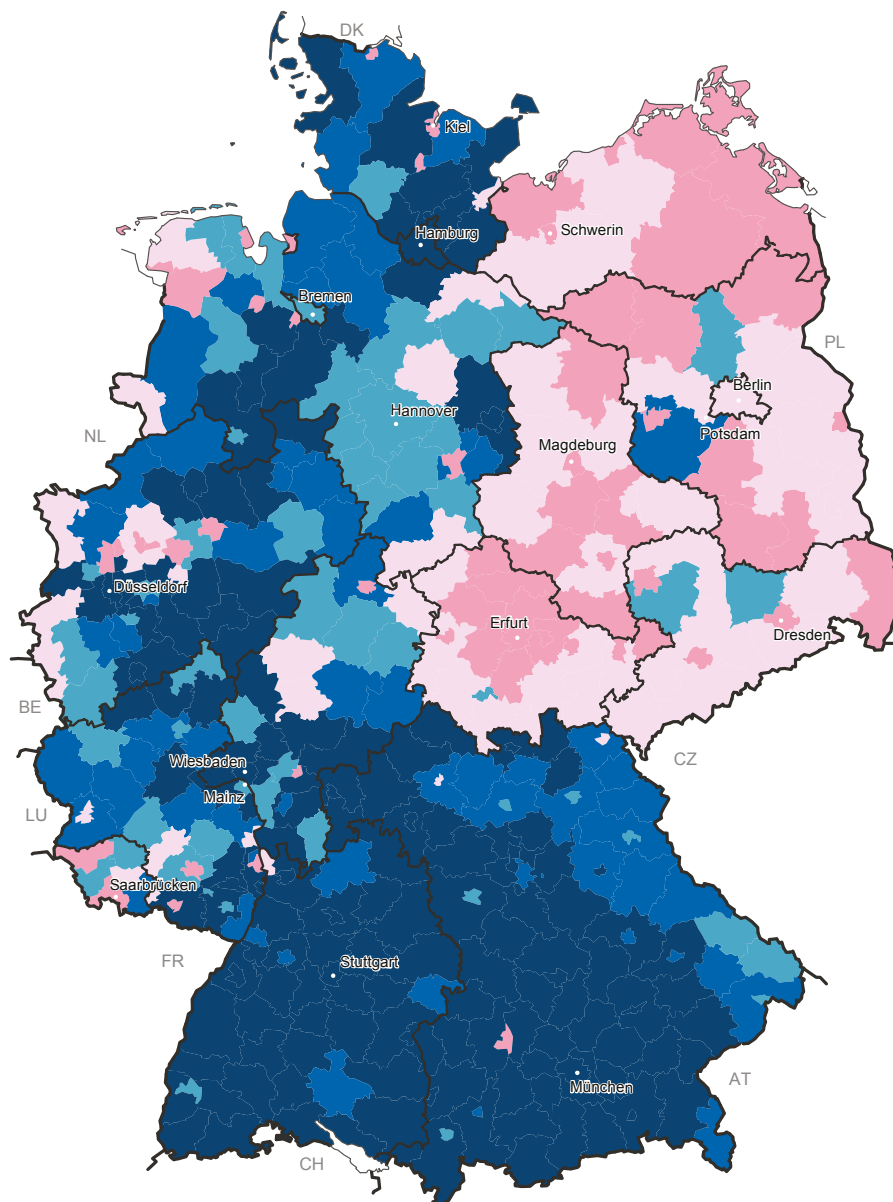 DK
Kiel
Schwerin
Hamburg
Bremen
PL
Berlin
Hannover
Potsdam
NL
Magdeburg
Düsseldorf
Erfurt
Dresden
BE
CZ
Wiesbaden
Mainz
LU
Saarbrücken
FR
Stuttgart
AT
München
CH